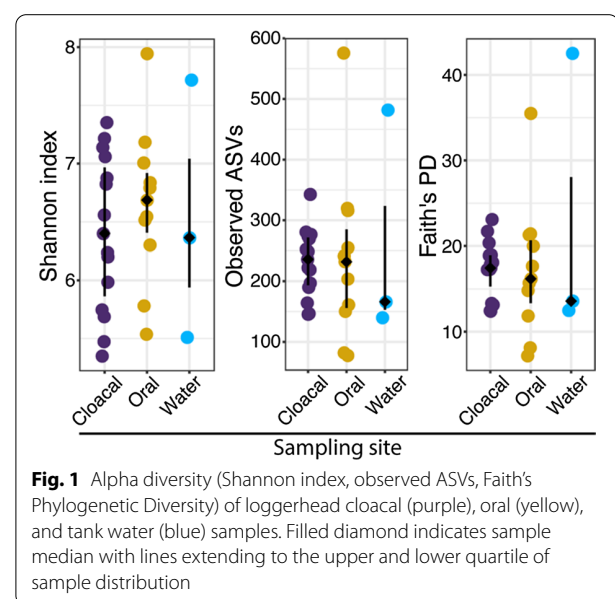 Shannon index
8
7
6
Cloacal
Oral
Water
Observed ASVs
600
500
400
300
200
100
Cloacal
Oral
Water
Faith's PD
40
30
20
10
Cloacal
Oral
Water
Sampling site
Fig. 1 Alpha diversity (Shannon index, observed ASVs, Faith’s
Phylogenetic Diversity) of loggerhead cloacal (purple), oral (yellow),
and tank water (blue) samples. Filled diamond indicates sample
median with lines extending to the upper and lower quartile of
sample distribution